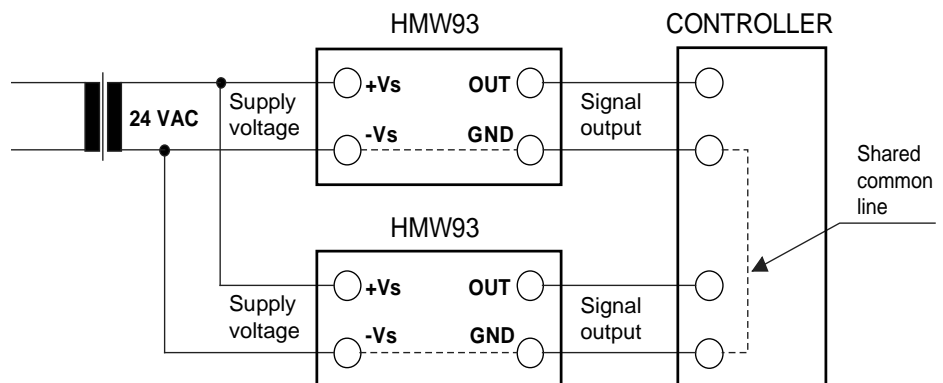 HMW93
CONTROLLER
24 VAC
Supply
voltage
+Vs
OUT
-Vs
GND
Signal
output
Shared
common
line
HMW93
Supply
voltage
+Vs
OUT
-Vs
GND
Signal
output